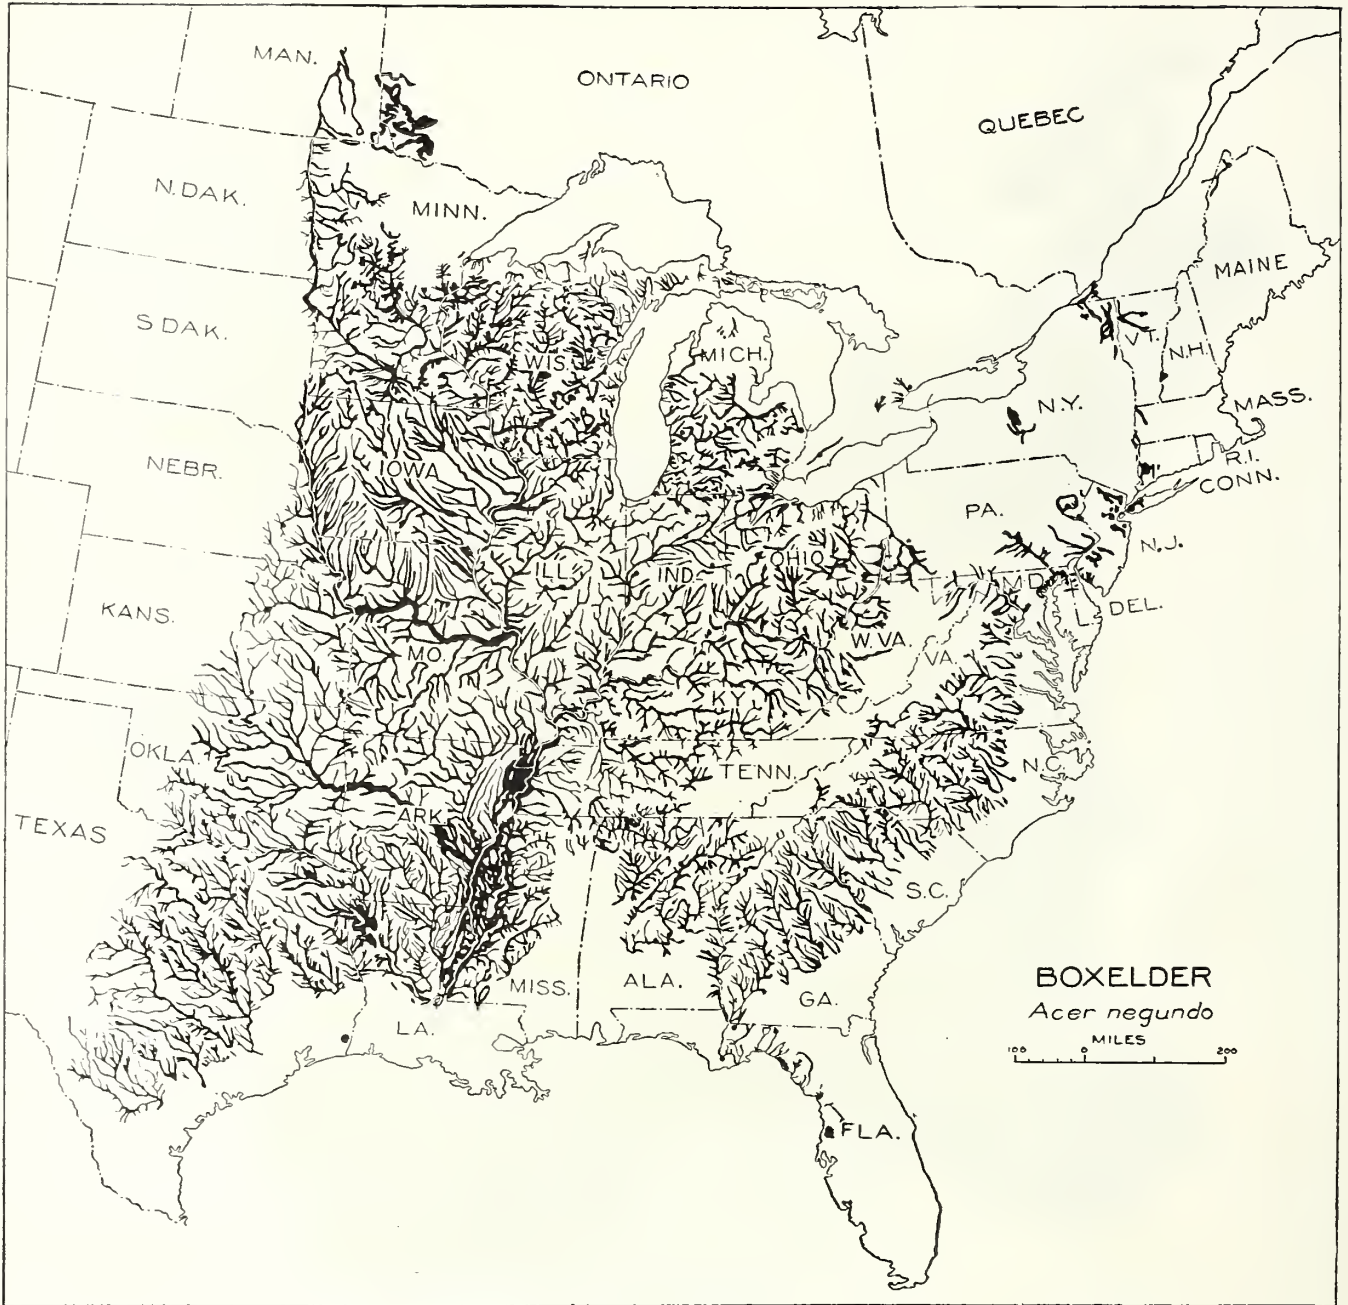 MAN.
ONTARIO
QUEBEC
N.DAK.
MINN.
MAINE
S DAK.
WIS.
MICH.
VT.
N.H.
N.Y.
MASS.
NEBR.
IOWA
R.I.
CONN.
PA.
N.J.
ILL.
IND.
OHIO
MD.
DEL.
KANS.
MO.
W.VA.
VA.
KY.
OKLA.
TENN.
N.C.
TEXAS
ARK.
S.C.
MISS.
ALA.
GA.
LA.
FLA.
BOXELDER
Acer negundo
MILES
100 0 200